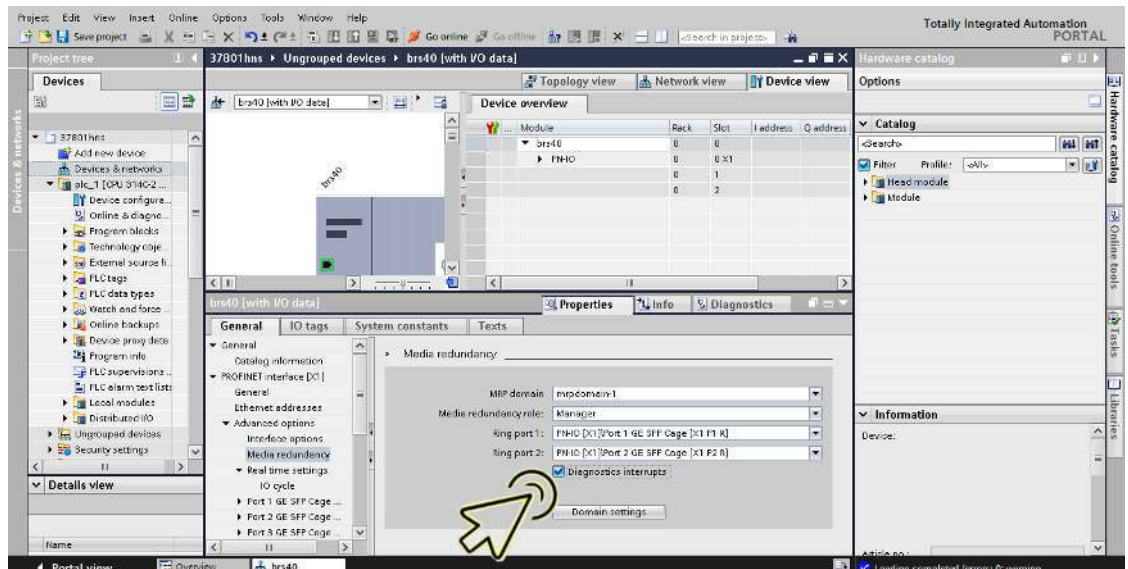 Project Edit View Insert Online Options Tools Window Help
Totally Integrated Automation
PORTAL
Save project
Go online
Go offline
<Search in project>
Project tree
37801hns ▸ Ungrouped devices ▸ brs40 [with I/O data]
Hardware catalog
Devices
Topology view
Network view
Device view
Options
brs40 [with I/O data]
Device overview
37801hns
Add new device
Devices & networks
plc_1 [CPU 314C-2 ...
Device configura...
Online & diagno...
Program blocks
Technology obje...
External source fi...
PLC tags
PLC data types
Watch and force ...
Online backups
Device proxy data
Program info
PLC supervisions ..
PLC alarm text lists
Local modules
Distributed I/O
Ungrouped devices
Security settings
Details view
Name
brs40
... Module Rack Slot I address Q address
brs40 0 0
PN-IO 0 0 X1
0 1
0 2
Catalog
<Search>
Filter Profile: <All>
Head module
Module
Information
Device:
Article no.:
Devices & networks
Hardware catalog
Online tools
Tasks
Libraries
brs40 [with I/O data]
Properties
Info
Diagnostics
General IO tags System constants Texts
General
Catalog information
PROFINET interface [X1]
General
Ethernet addresses
Advanced options
Interface options
Media redundancy
Real time settings
IO cycle
Port 1 GE SFP Cage ...
Port 2 GE SFP Cage ...
Port 3 GE SFP Cage ...
Media redundancy
MRP domain mrpdomain-1
Media redundancy role: Manager
Ring port 1: PN-IO [X1]\Port 1 GE SFP Cage [X1 P1 R]
Ring port 2: PN-IO [X1]\Port 2 GE SFP Cage [X1 P2 R]
Diagnostics interrupts
Domain settings
Portal view
Overview
brs40